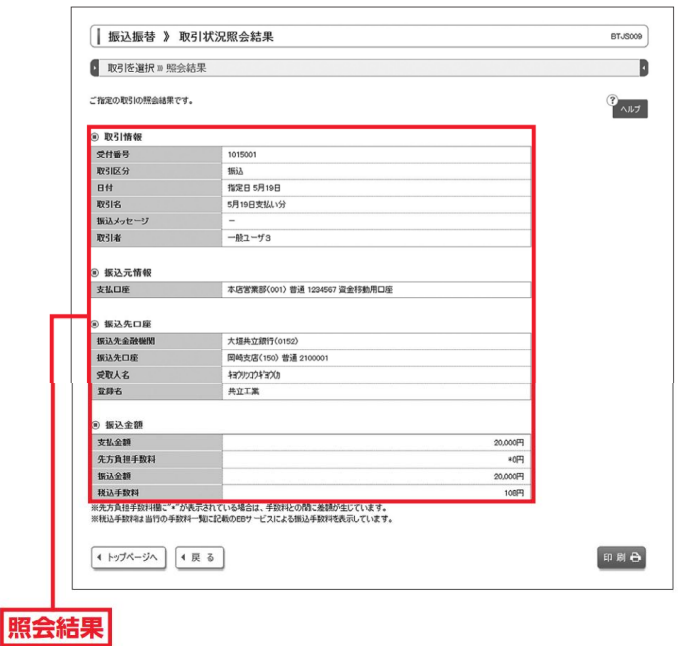 振込振替 》 取引状況照会結果 BTJS009
取引を選択 » 照会結果
ご指定の取引の照会結果です。
? ヘルプ
取引情報
受付番号 1015001
取引区分 振込
日付 指定日 5月19日
取引名 5月19日支払い分
振込メッセージ －
取引者 一般ユーザ3
振込元情報
支払口座 本店営業部(001) 普通 1234567 資金移動用口座
振込先口座
振込先金融機関 大垣共立銀行(0152)
振込先口座 岡崎支店(150) 普通 2100001
受取人名
登録名 共立工業
振込金額
支払金額 20,000円
先方負担手数料 *0円
振込金額 20,000円
税込手数料 108円
※先方負担手数料欄に"*"が表示されている場合は、手数料との間に差額が生じています。
※税込手数料は当行の手数料一覧に記載のEBサービスによる振込手数料を表示しています。
トップページへ 戻る 印刷
照会結果